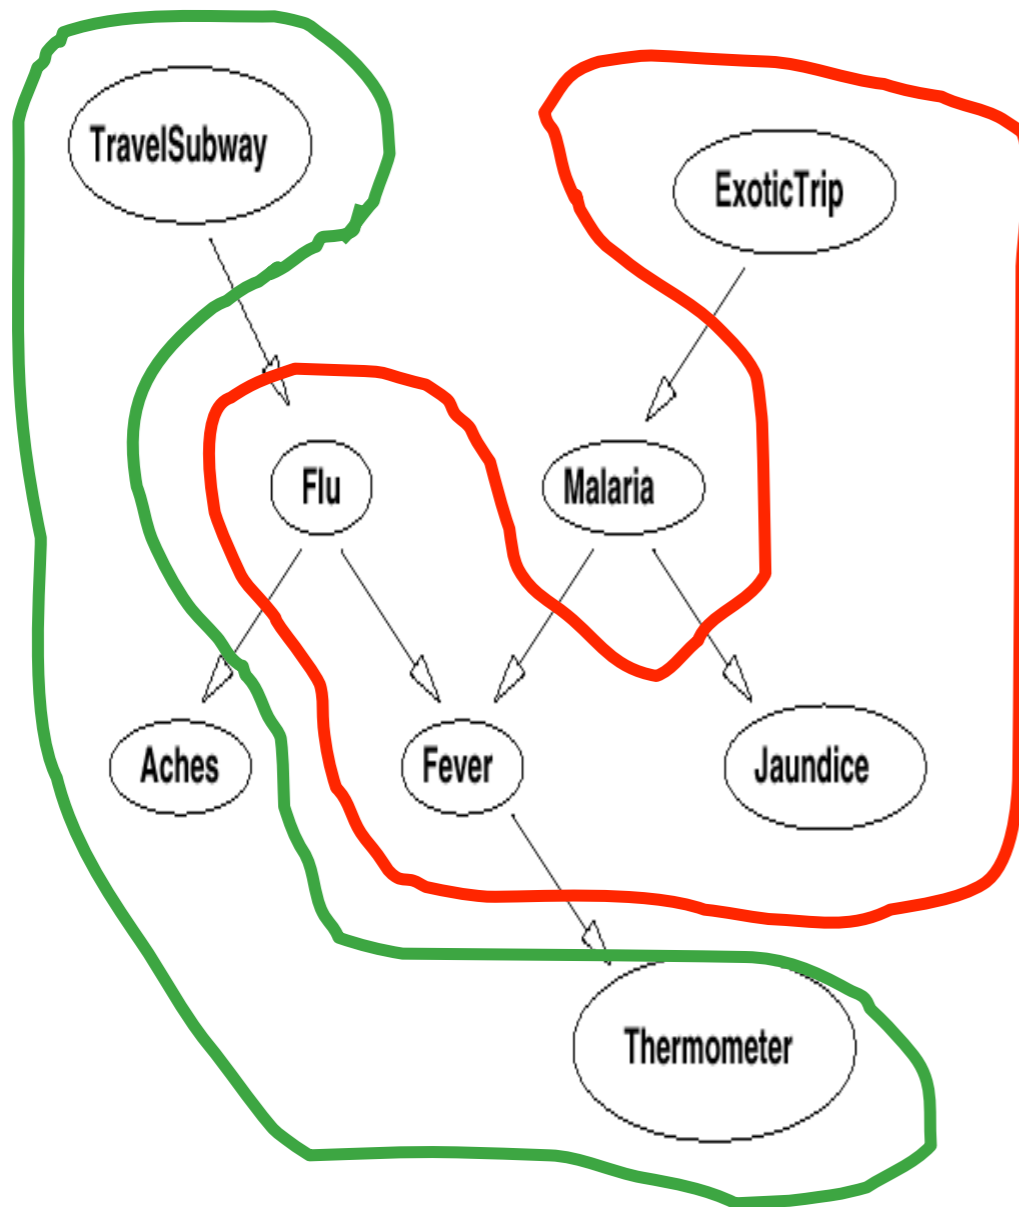 TravelSubway
ExoticTrip
Flu
Malaria
Aches
Fever
Jaundice
Thermometer